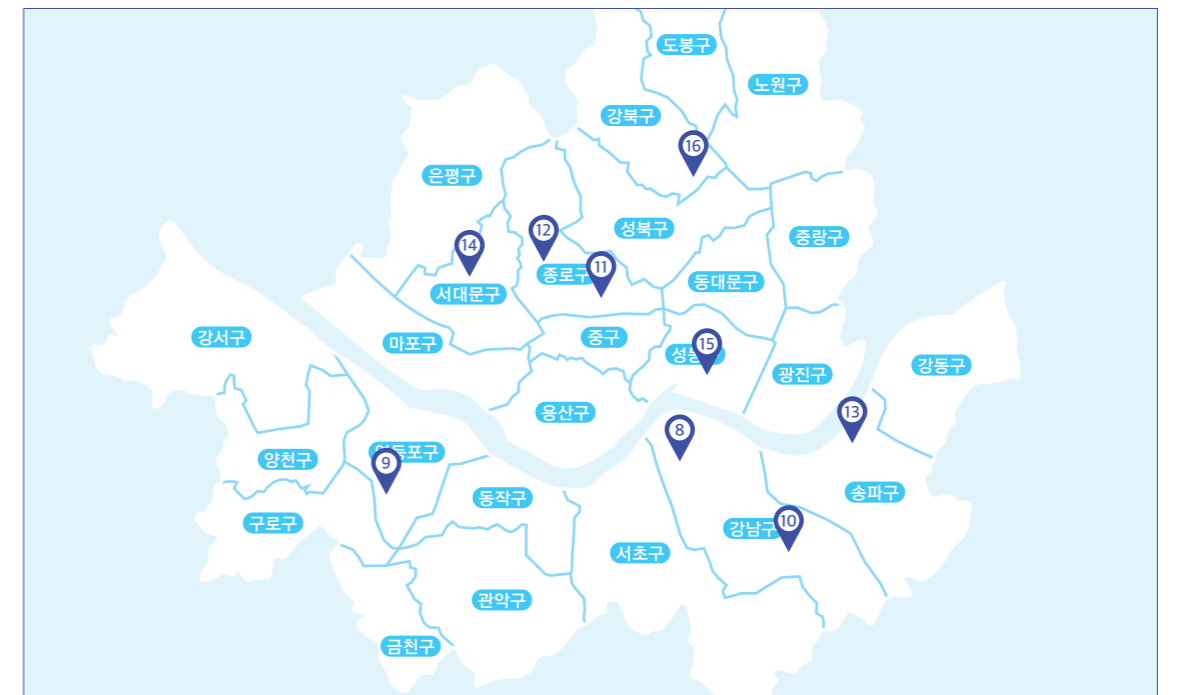 도봉구
노원구
강북구
16
은평구
성북구
12
중랑구
14
11
종로구
동대문구
서대문구
강서구
중구
마포구
15
강동구
광진구
용산구
13
8
양천구
9
송파구
동작구
구로구
10
강남구
서초구
관악구
금천구